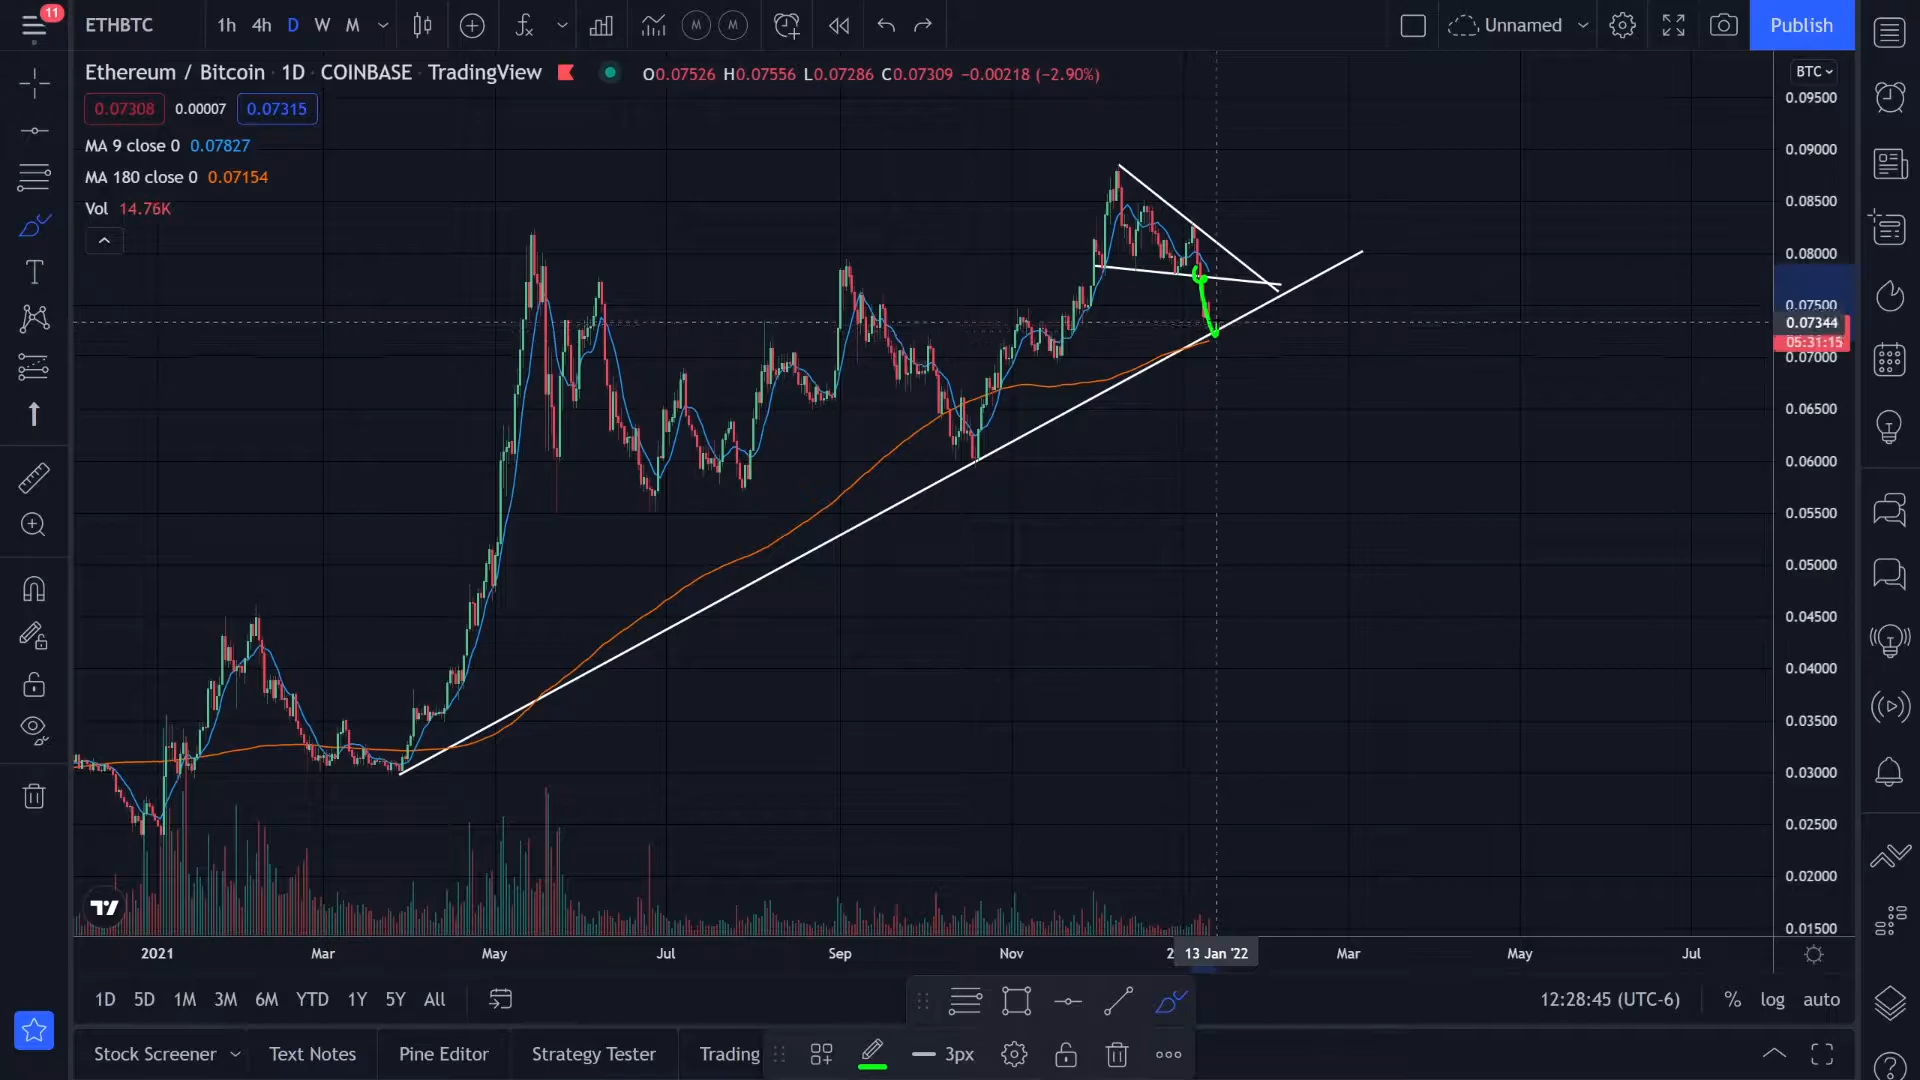 11
ETHBTC
1h 4h D W M
M M
Unnamed
Publish
Ethereum / Bitcoin · 1D · COINBASE · TradingView
O0.07526 H0.07556 L0.07286 C0.07309 −0.00218 (−2.90%)
BTC
0.07308 0.00007 0.07315
MA 9 close 0 0.07827
MA 180 close 0 0.07154
Vol 14.76K
0.09500
0.09000
0.08500
0.08000
0.07500
0.07344
05:31:15
0.07000
0.06500
0.06000
0.05500
0.05000
0.04500
0.04000
0.03500
0.03000
0.02500
0.02000
0.01500
2021 Mar May Jul Sep Nov 2 13 Jan '22 Mar May Jul
1D 5D 1M 3M 6M YTD 1Y 5Y All
12:28:45 (UTC-6) % log auto
Stock Screener Text Notes Pine Editor Strategy Tester Trading
3px